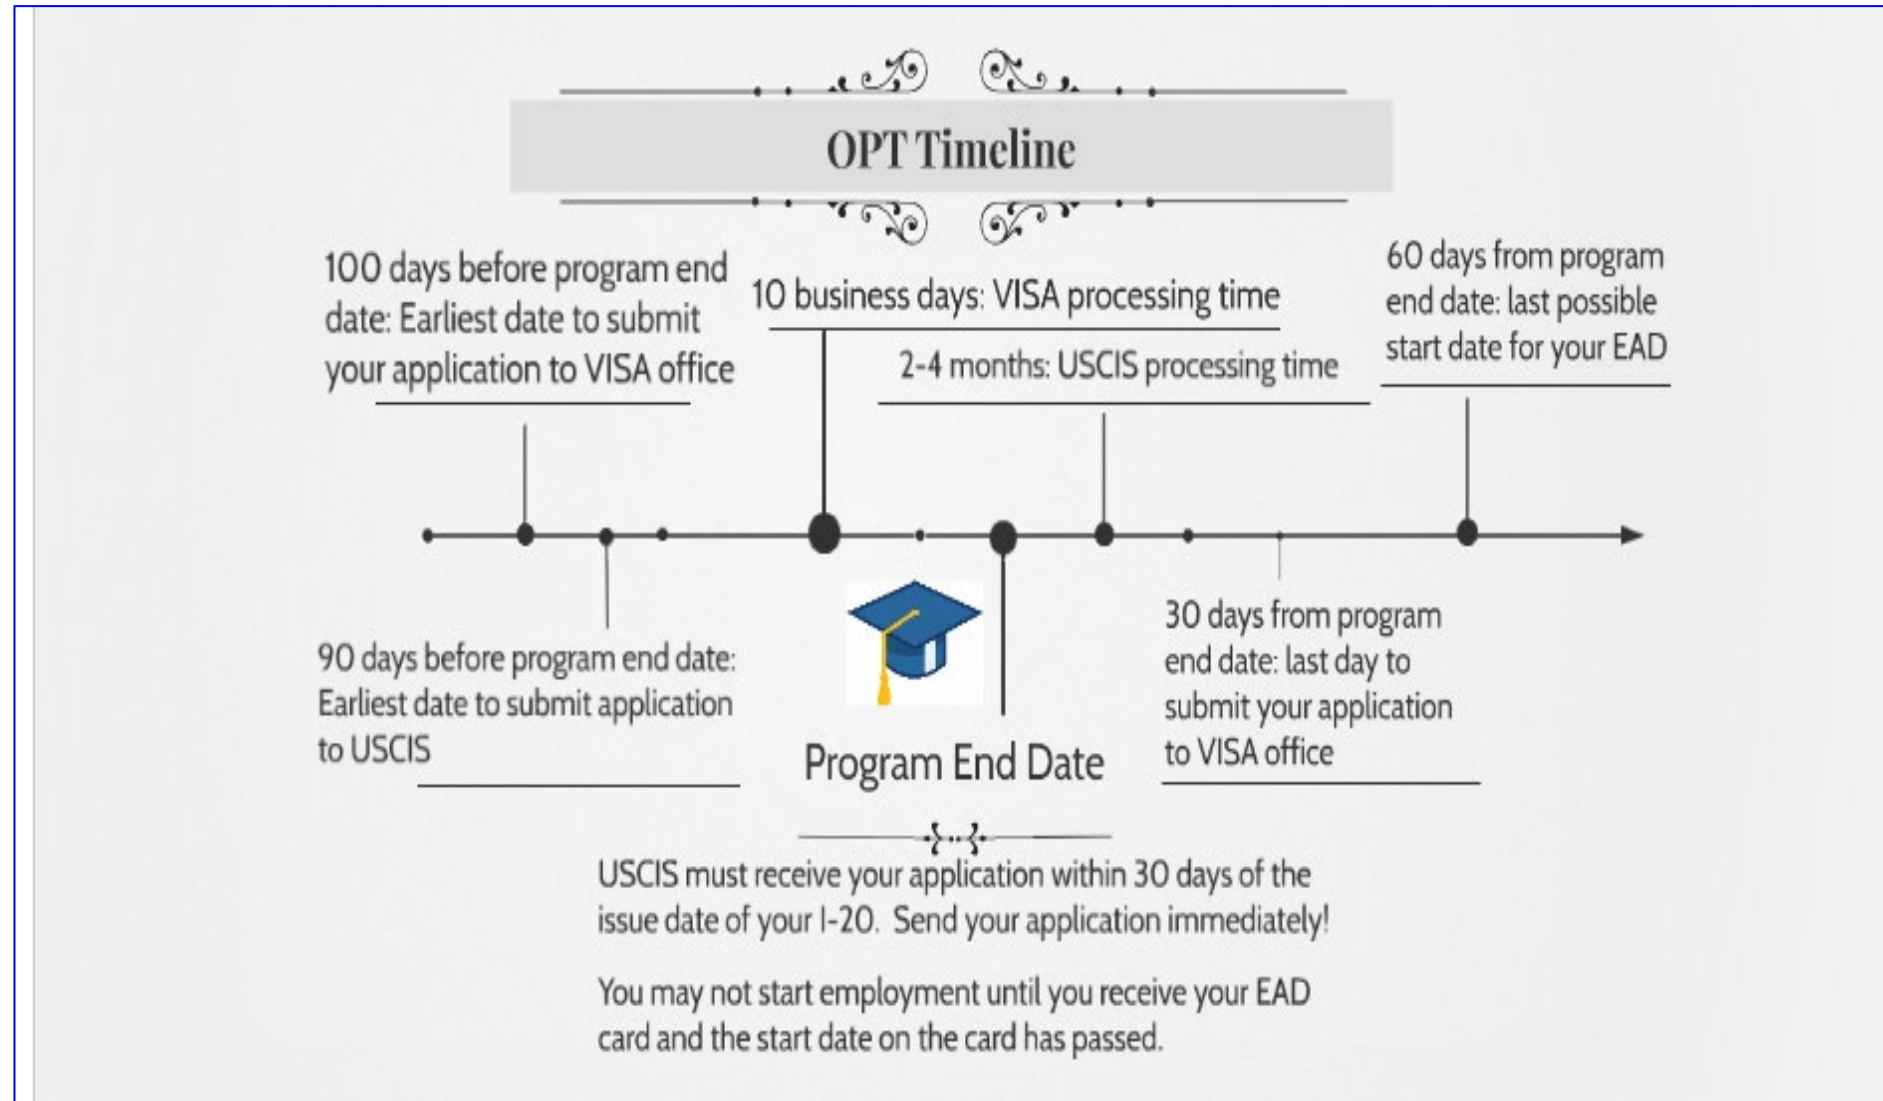 OPT Timeline
100 days before program end
date: Earliest date to submit
your application to VISA office
10 business days: VISA processing time
2-4 months: USCIS processing time
60 days from program
end date: last possible
start date for your EAD
90 days before program end date:
Earliest date to submit application
to USCIS
Program End Date
30 days from program
end date: last day to
submit your application
to VISA office
USCIS must receive your application within 30 days of the
issue date of your I-20. Send your application immediately!
You may not start employment until you receive your EAD
card and the start date on the card has passed.